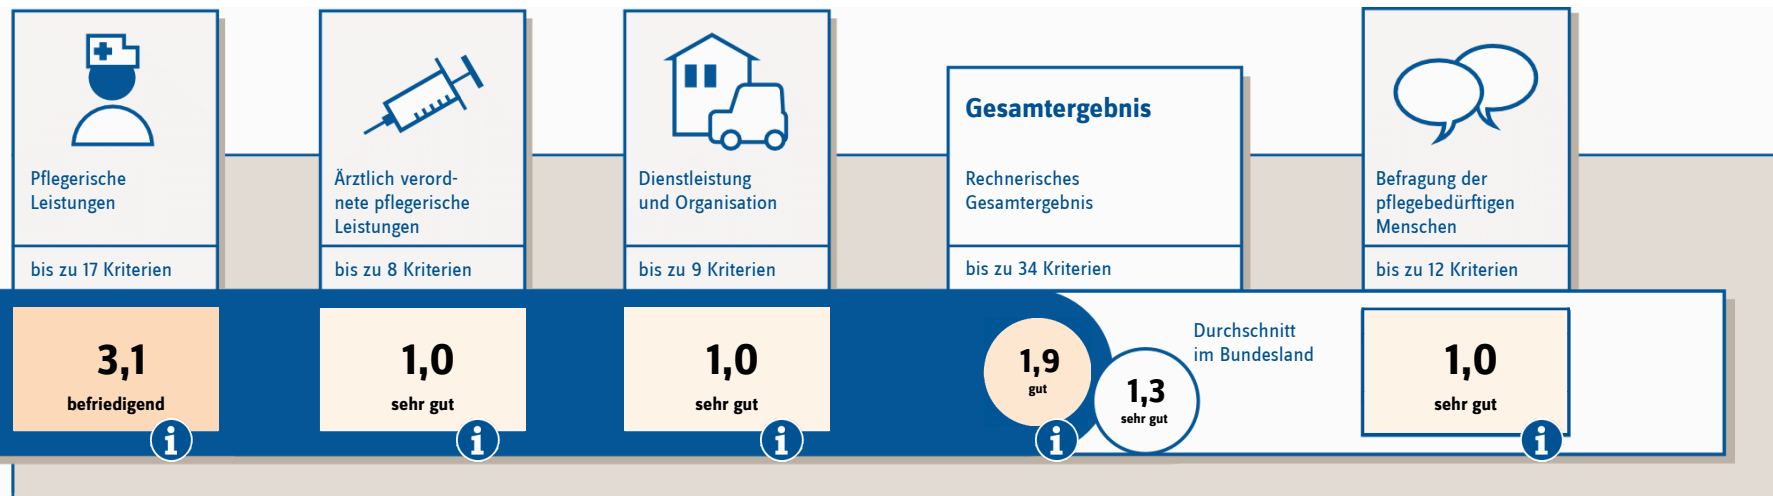 Pflegerische
Leistungen
bis zu 17 Kriterien
3,1
befriedigend
i
Ärztlich verord-
nete pflegerische
Leistungen
bis zu 8 Kriterien
1,0
sehr gut
i
Dienstleistung
und Organisation
bis zu 9 Kriterien
1,0
sehr gut
i
Gesamtergebnis
Rechnerisches
Gesamtergebnis
bis zu 34 Kriterien
1,9
gut
i
1,3
sehr gut
Durchschnitt
im Bundesland
Befragung der
pflegebedürftigen
Menschen
bis zu 12 Kriterien
1,0
sehr gut
i